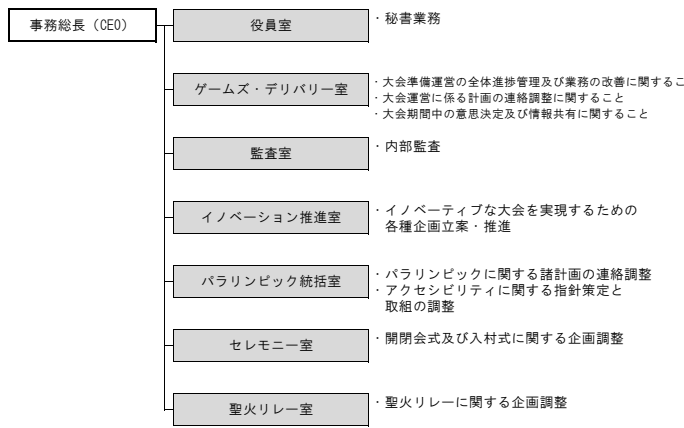 事務総長（CEO）
役員室
・秘書業務
ゲームズ・デリバリー室
・大会準備運営の全体進捗管理及び業務の改善に関するこ
・大会運営に係る計画の連絡調整に関すること
・大会期間中の意思決定及び情報共有に関すること
監査室
・内部監査
イノベーション推進室
・イノベーティブな大会を実現するための
各種企画立案・推進
パラリンピック統括室
・パラリンピックに関する諸計画の連絡調整
・アクセシビリティに関する指針策定と
取組の調整
セレモニー室
・開閉会式及び入村式に関する企画調整
聖火リレー室
・聖火リレーに関する企画調整